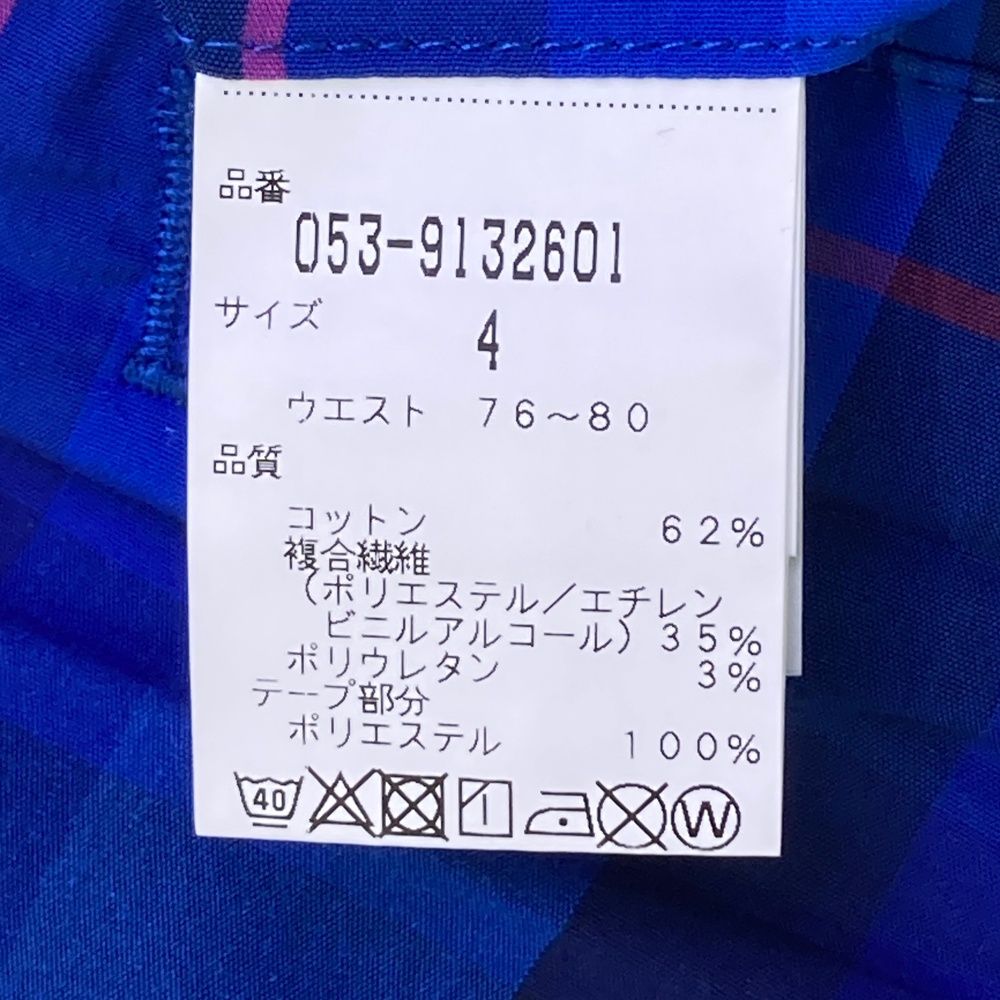 品番
053-9132601
サイズ
4
ウエスト 76～80
品質
コットン 62%
複合繊維
（ポリエステル／エチレン
ビニルアルコール）35%
ポリウレタン 3%
テープ部分
ポリエステル 100%
40
W